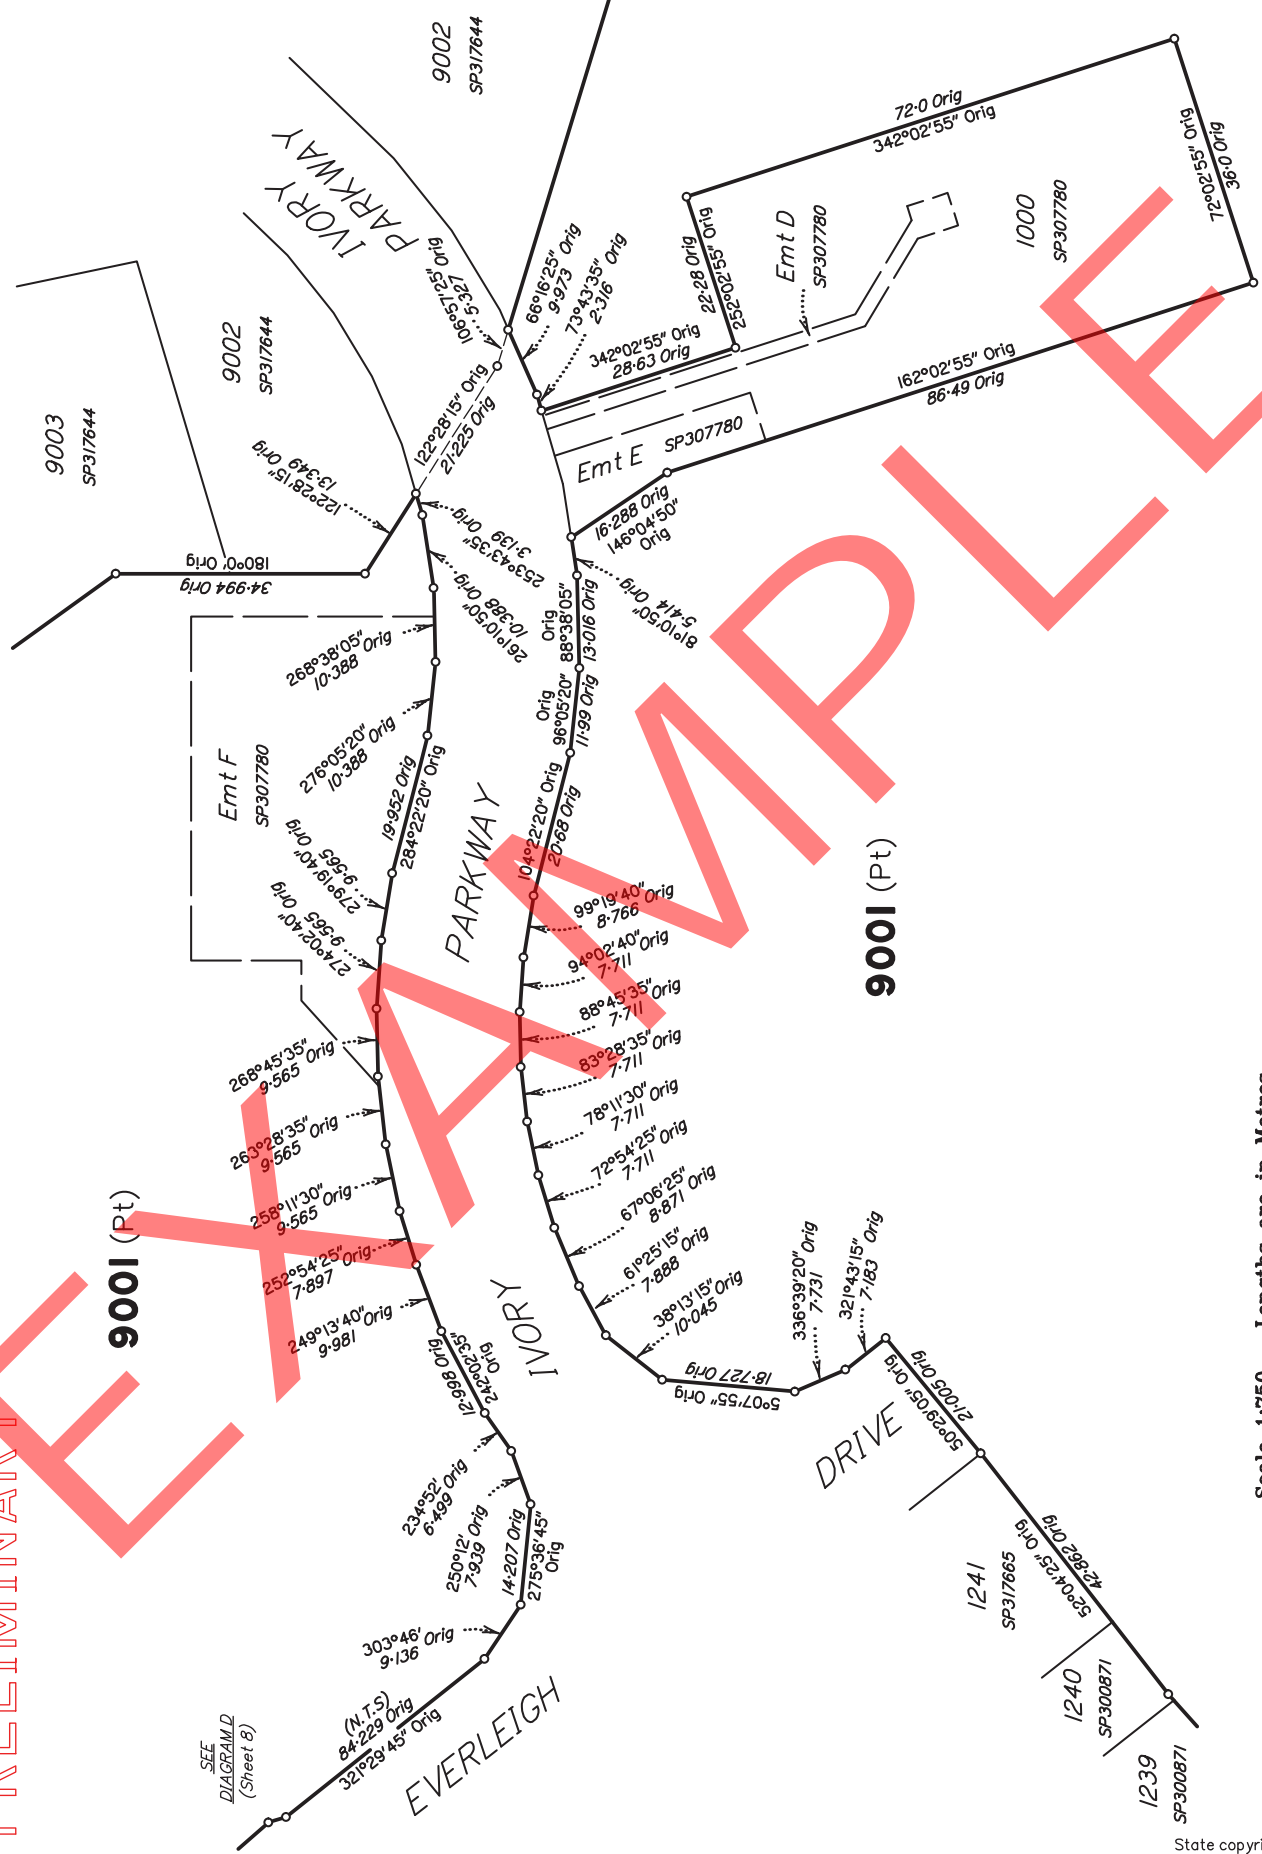 9002
SP317644
IVORY
PARKWAY
9002
SP317644
9003
SP317644
72·0 Orig
342°02'55" Orig
72°02'55" Orig
36·0 Orig
1000
SP307780
Emt D
SP307780
22·28 Orig
252°02'55" Orig
106°57'25" Orig
5·327
66°16'25" Orig
9·973
73°43'35" Orig
2·316
342°02'55" Orig
28·63 Orig
162°02'55" Orig
86·49 Orig
122°28'15" Orig
21·225 Orig
122°28'15" Orig
13·349
Emt E SP307780
16·288 Orig
146°04'50"
Orig
180°0' Orig
34·994 Orig
253°43'35" Orig
3·139
261°10'50" Orig
10·388
81°10'50" Orig
5·414
88°38'05"
Orig
13·016 Orig
96°05'20"
Orig
11·99 Orig
268°38'05"
10·388 Orig
276°05'20"
10·388 Orig
Emt F
SP307780
19·952 Orig
284°22'20" Orig
104°22'20" Orig
20·68 Orig
279°19'40" Orig
9·565
274°02'40" Orig
9·565
PARKWAY
99°19'40"
8·766 Orig
94°02'40"
7·711 Orig
88°45'35"
7·711 Orig
83°28'35"
7·711 Orig
78°11'30"
7·711 Orig
72°54'25"
7·711 Orig
67°06'25"
8·871 Orig
61°25'15"
7·888 Orig
38°13'15"
10·045 Orig
268°45'35"
9·565 Orig
263°28'35"
9·565 Orig
258°11'30"
9·565 Orig
252°54'25"
7·897 Orig
249°13'40"
9·981 Orig
9001 (Pt)
9001 (Pt)
12·998 Orig
242°02'35"
Orig
IVORY
336°39'20"
7·731 Orig
321°43'15"
7·183 Orig
18·727 Orig
5°07'55" Orig
DRIVE
50°29'05" Orig
21·005 Orig
234°52'
6·499 Orig
250°12'
7·939 Orig
14·207 Orig
275°36'45"
Orig
303°46'
9·136 Orig
(N.T.S)
84·229 Orig
321°29'45" Orig
EVERLEIGH
SEE
DIAGRAM D
(Sheet 8)
52°04'25" Orig
42·862 Orig
1241
SP317665
1240
SP300871
1239
SP300871
EXAMPLE
PRELIMINARY
Scale 1:750 - Lengths are in Metres
State copyri